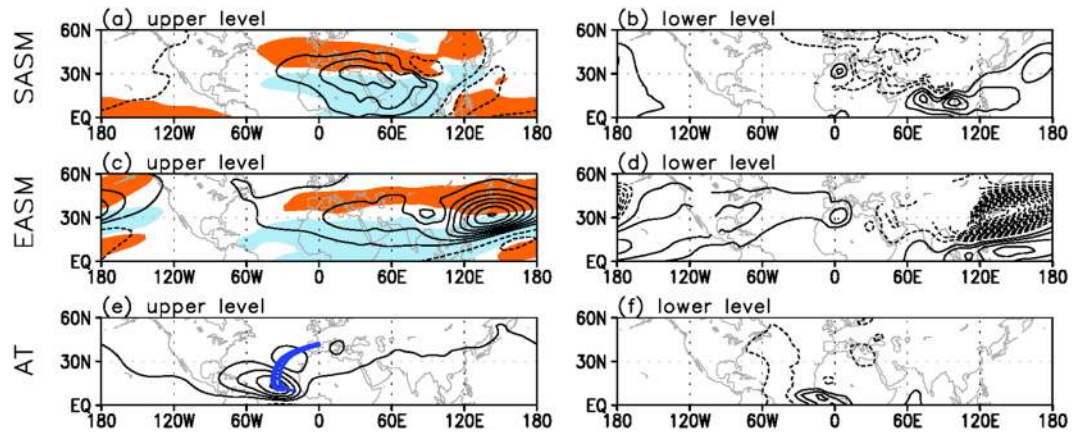 (a) upper level (b) lower level
SASM
60N 60N
30N 30N
EQ EQ
180 120W 60W 0 60E 120E 180 180 120W 60W 0 60E 120E 180
(c) upper level (d) lower level
EASM
60N 60N
30N 30N
EQ EQ
180 120W 60W 0 60E 120E 180 180 120W 60W 0 60E 120E 180
(e) upper level (f) lower level
AT
60N 60N
30N 30N
EQ EQ
180 120W 60W 0 60E 120E 180 180 120W 60W 0 60E 120E 180